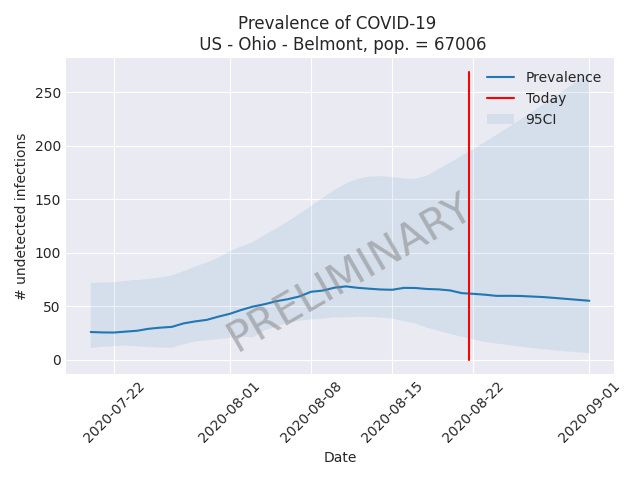 Prevalence of COVID-19
US - Ohio - Belmont, pop. = 67006
Prevalence
Today
95CI
PRELIMINARY
# undetected infections
250
200
150
100
50
0
2020-07-22
2020-08-01
2020-08-08
2020-08-15
2020-08-22
2020-09-01
Date